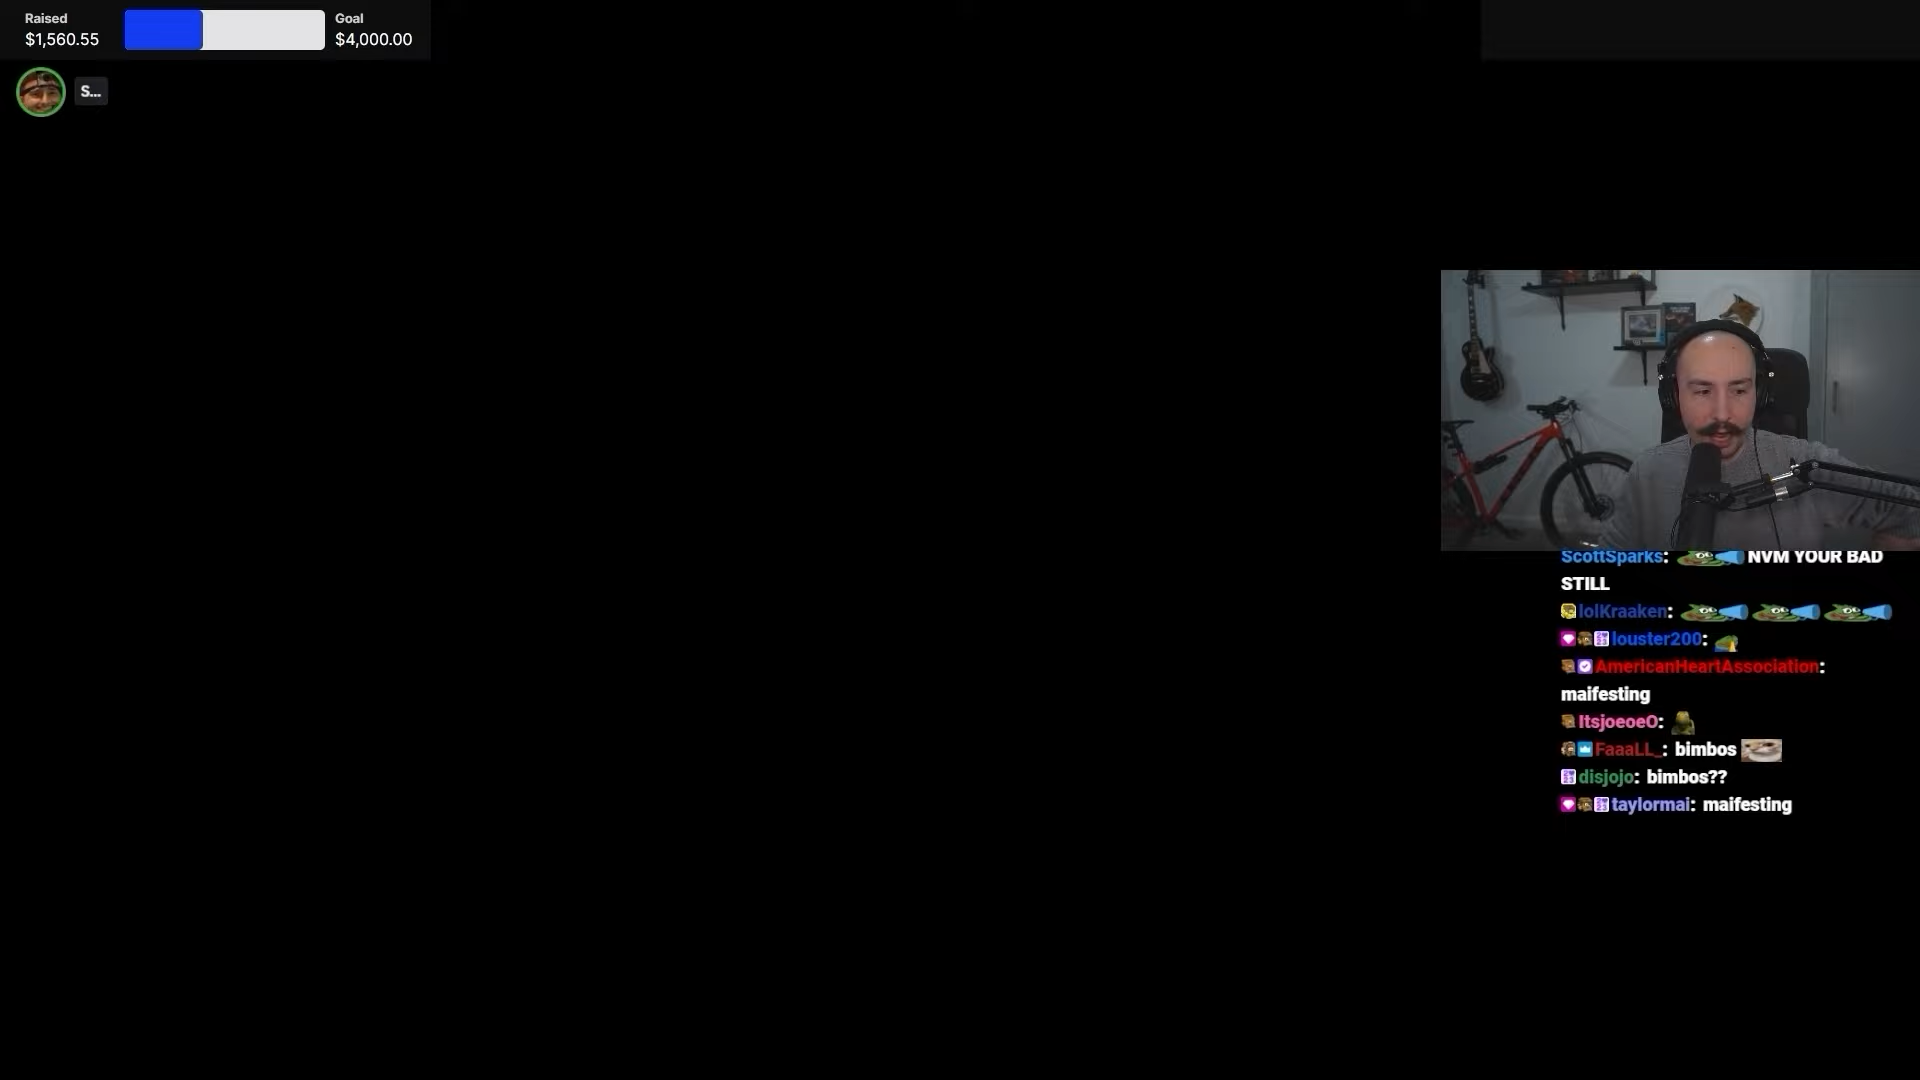 Raised
$1,560.55
Goal
$4,000.00
S...
ScottSparks: NVM YOUR BAD
STILL
lolKraaken:
louster200:
AmericanHeartAssociation:
maifesting
ItsjoeoeO:
FaaaLL_: bimbos
disjojo: bimbos??
taylormai: maifesting